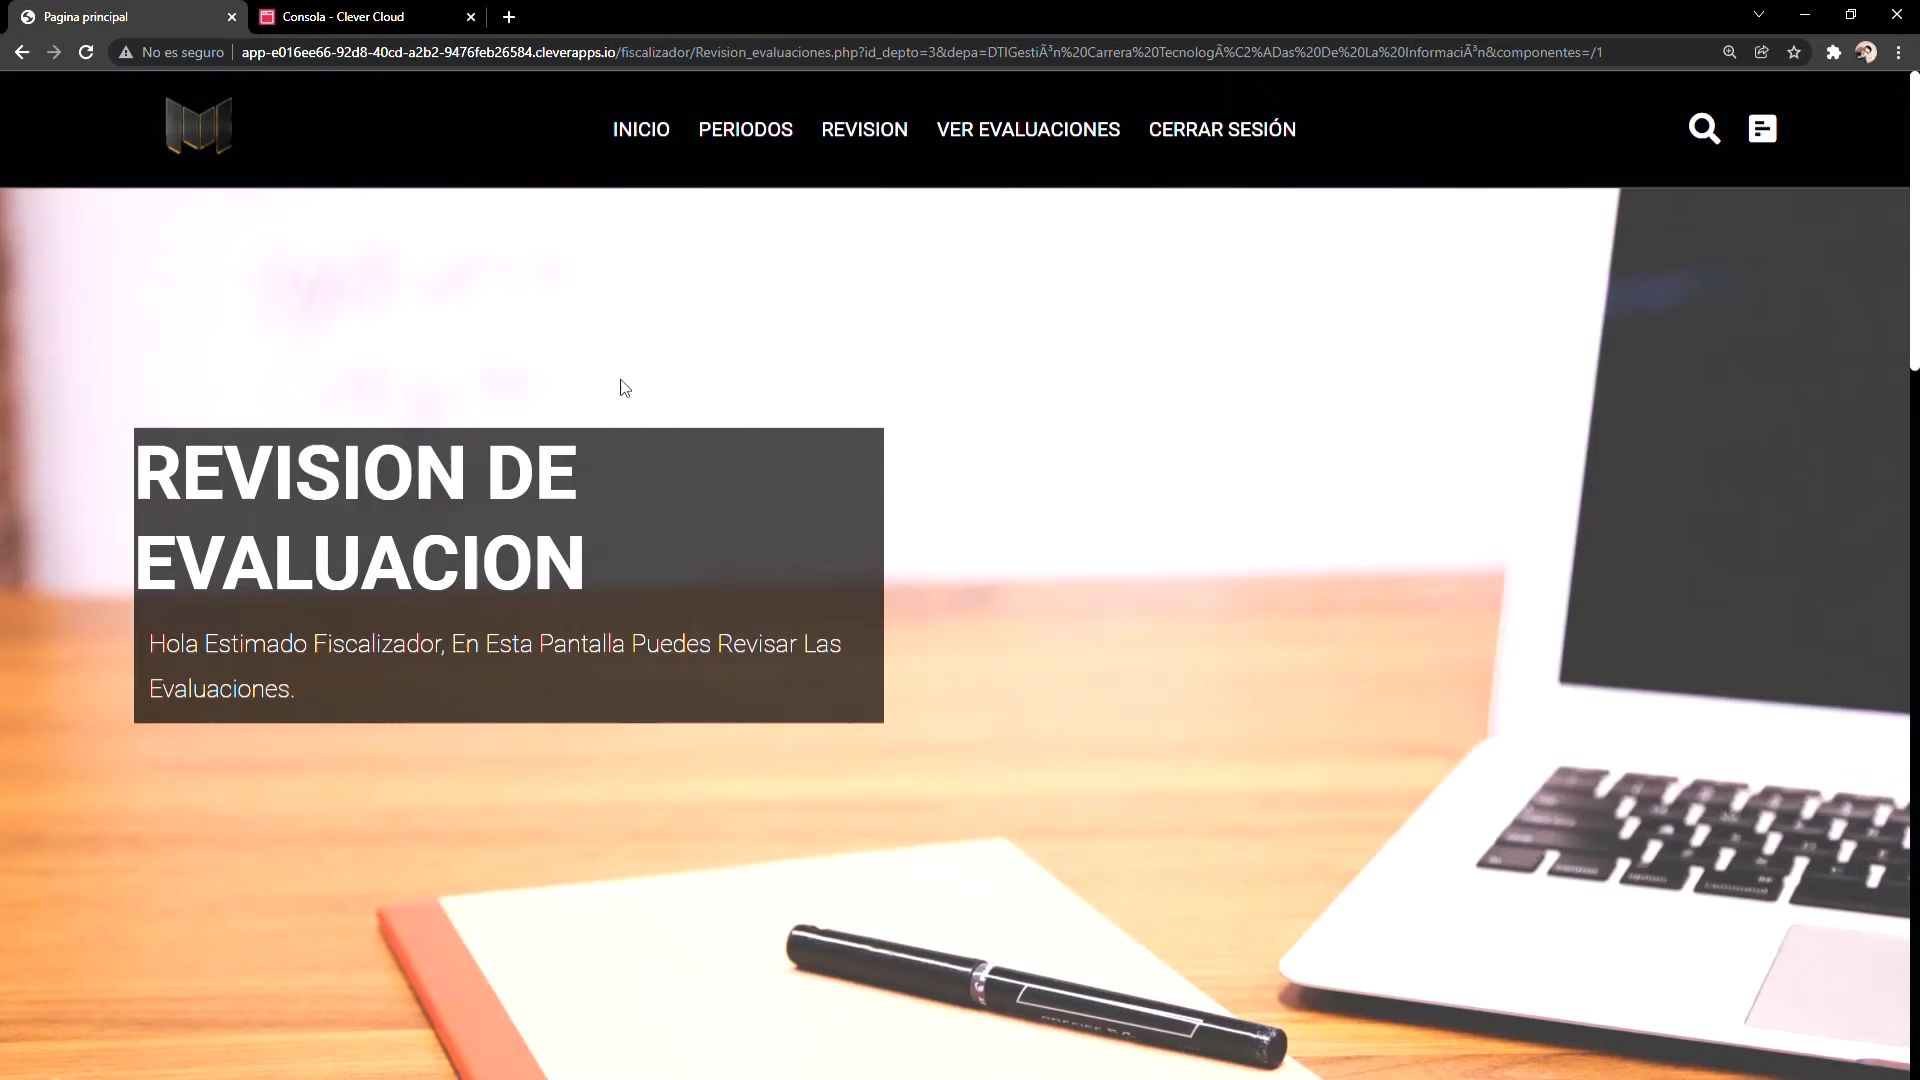 Pagina principal
Consola - Clever Cloud
No es seguro
app-e016ee66-92d8-40cd-a2b2-9476feb26584.cleverapps.io/fiscalizador/Revision_evaluaciones.php?id_depto=3&depa=DTIGestiÃ³n%20Carrera%20TecnologÃ%C2%ADas%20De%20La%20InformaciÃ³n&componentes=/1
INICIO
PERIODOS
REVISION
VER EVALUACIONES
CERRAR SESIÓN
REVISION DE
EVALUACION
Hola Estimado Fiscalizador, En Esta Pantalla Puedes Revisar Las
Evaluaciones.